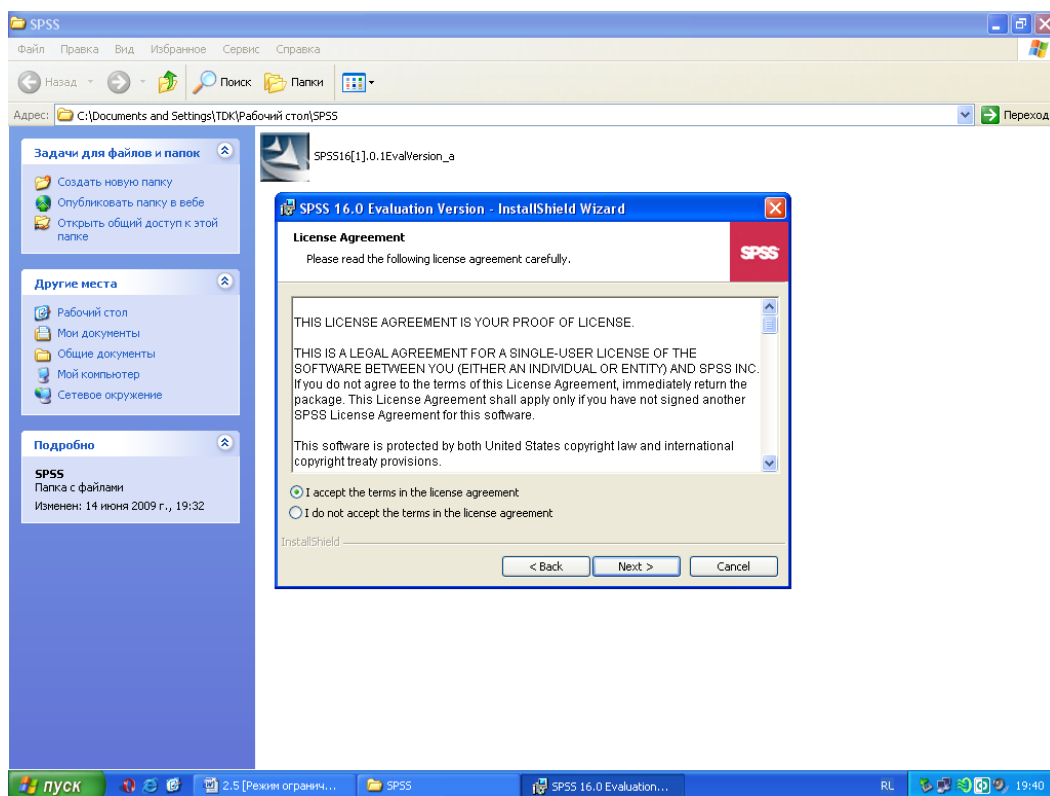 SPSS
Файл Правка Вид Избранное Сервис Справка
Назад Поиск Папки
Адрес: C:\Documents and Settings\TDK\Рабочий стол\SPSS Переход
Задачи для файлов и папок
Создать новую папку
Опубликовать папку в вебе
Открыть общий доступ к этой
папке
Другие места
Рабочий стол
Мои документы
Общие документы
Мой компьютер
Сетевое окружение
Подробно
SPSS
Папка с файлами
Изменен: 14 июня 2009 г., 19:32
SPSS16[1].0.1EvalVersion_a
SPSS 16.0 Evaluation Version - InstallShield Wizard
License Agreement
Please read the following license agreement carefully.
SPSS
THIS LICENSE AGREEMENT IS YOUR PROOF OF LICENSE.
THIS IS A LEGAL AGREEMENT FOR A SINGLE-USER LICENSE OF THE
SOFTWARE BETWEEN YOU (EITHER AN INDIVIDUAL OR ENTITY) AND SPSS INC.
If you do not agree to the terms of this License Agreement, immediately return the
package. This License Agreement shall apply only if you have not signed another
SPSS License Agreement for this software.
This software is protected by both United States copyright law and international
copyright treaty provisions.
I accept the terms in the license agreement
I do not accept the terms in the license agreement
InstallShield
< Back Next > Cancel
пуск 2.5 [Режим огранич... SPSS SPSS 16.0 Evaluation... RL 19:40